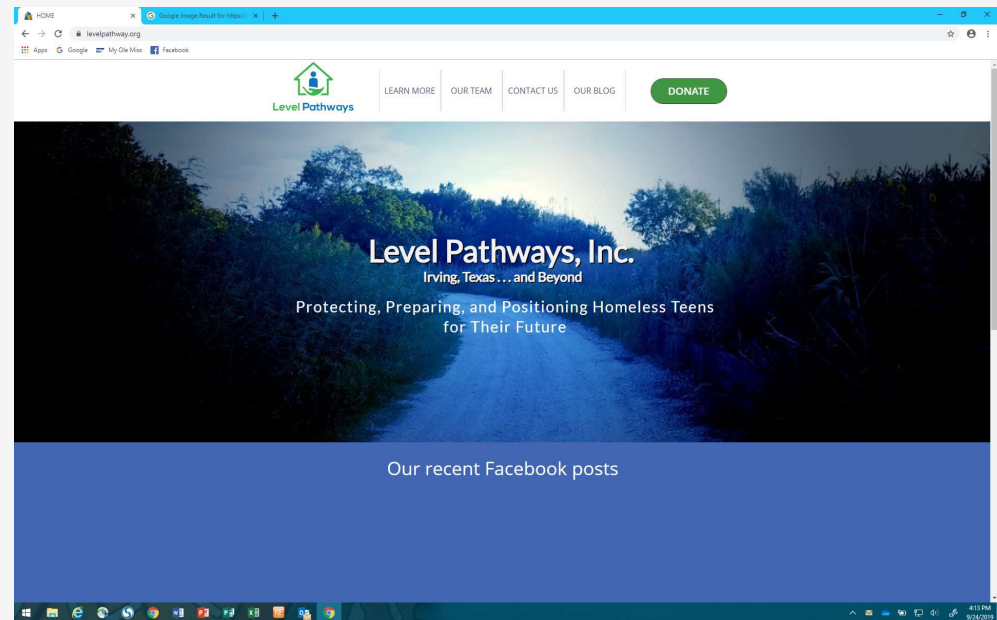 HOME
Google Image Result for https://
levelpathway.org
Apps Google My Ole Miss Facebook
Level Pathways
LEARN MORE OUR TEAM CONTACT US OUR BLOG DONATE
Level Pathways, Inc.
Irving, Texas . . . and Beyond
Protecting, Preparing, and Positioning Homeless Teens
for Their Future
Our recent Facebook posts
4:13 PM
9/24/2019